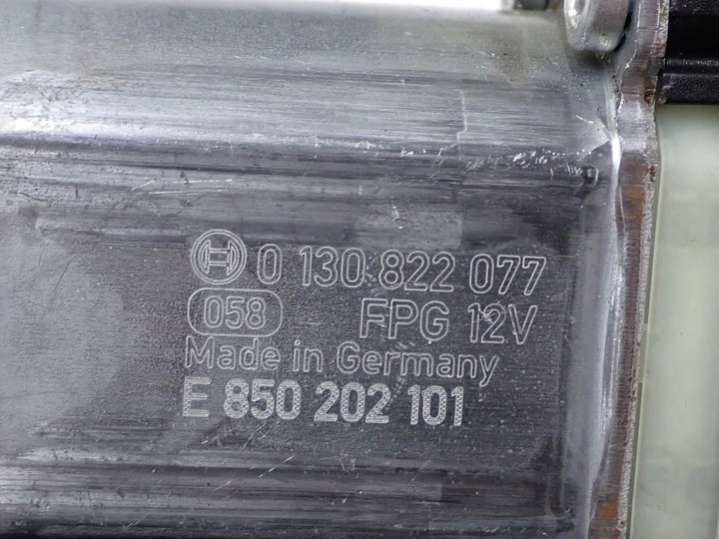 0 130 822 077
058 FPG 12V
Made in Germany
E 850 202 101